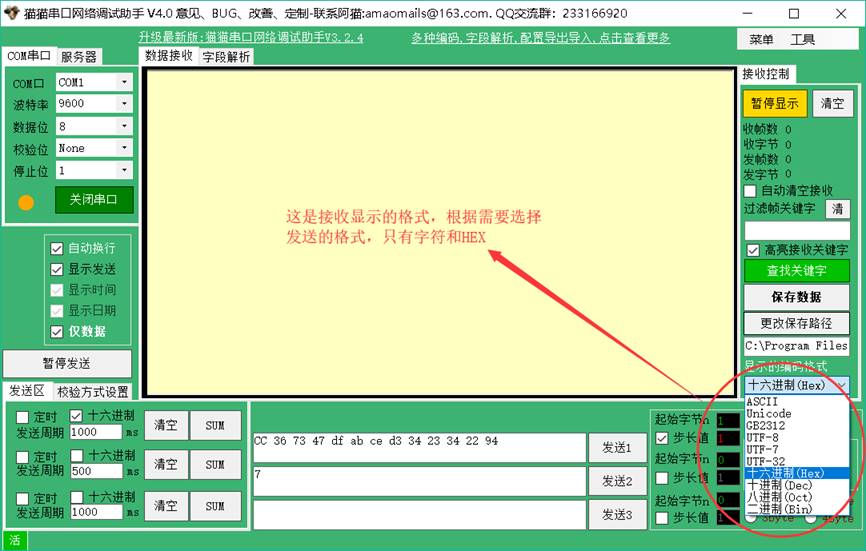 猫猫串口网络调试助手 V4.0 意见、BUG、改善、定制-联系阿猫:amaomails@163.com. QQ交流群：233166920
升级最新版:猫猫串口网络调试助手V3.2.4
多种编码,字段解析,配置导出导入,点击查看更多
菜单 工具
COM串口 服务器
数据接收 字段解析
接收控制
COM口 COM1
波特率 9600
数据位 8
校验位 None
停止位 1
关闭串口
自动换行
显示发送
显示时间
显示日期
仅数据
暂停发送
这是接收显示的格式，根据需要选择
发送的格式，只有字符和HEX
暂停显示 清空
收帧数 0
收字节 0
发帧数 0
发字节 0
自动清空接收
过滤帧关键字 清
高亮接收关键字
查找关键字
保存数据
更改保存路径
C:\Program Files
显示的编码格式
十六进制(Hex)
ASCII
Unicode
GB2312
UTF-8
UTF-7
UTF-32
十六进制(Hex)
十进制(Dec)
八进制(Oct)
二进制(Bin)
发送区 校验方式设置
定时 十六进制
发送周期 1000 ms 清空 SUM
定时 十六进制
发送周期 500 ms 清空 SUM
定时 十六进制
发送周期 1000 ms 清空 SUM
CC 36 73 47 df ab ce d3 34 23 34 22 94
发送1
7
发送2
发送3
起始字节n 1
步长值 1
起始字节n 0
步长值 1
起始字节n 0
步长值 1
3byte 4byte
活